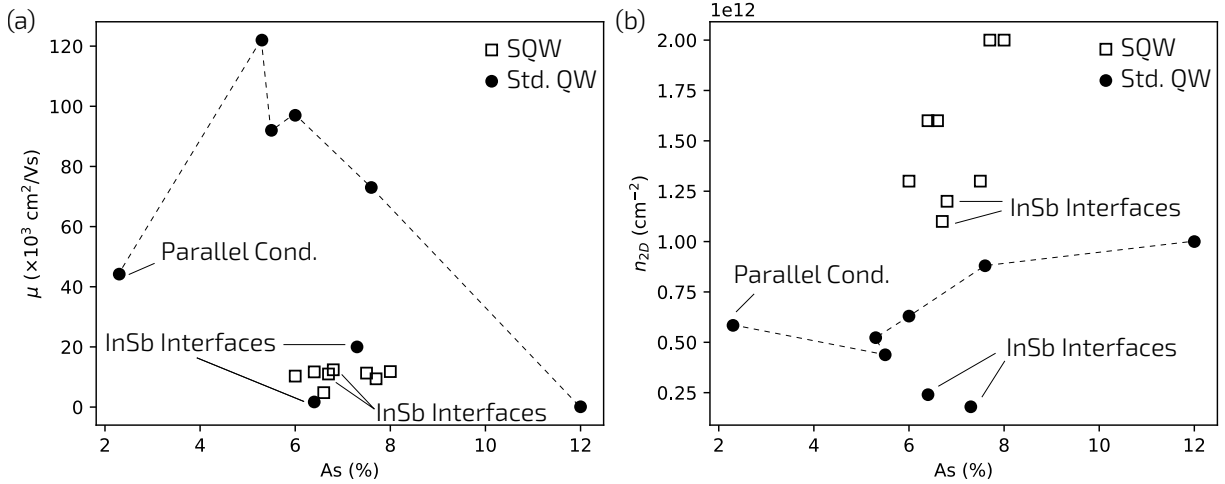 (a)
SQW
Std. QW
Parallel Cond.
InSb Interfaces
InSb Interfaces
120
100
80
60
40
20
0
μ (×10³ cm²/Vs)
2
4
6
8
10
12
As (%)
(b)
1e12
SQW
Std. QW
InSb Interfaces
Parallel Cond.
InSb Interfaces
2.00
1.75
1.50
1.25
1.00
0.75
0.50
0.25
n2D (cm⁻²)
2
4
6
8
10
12
As (%)